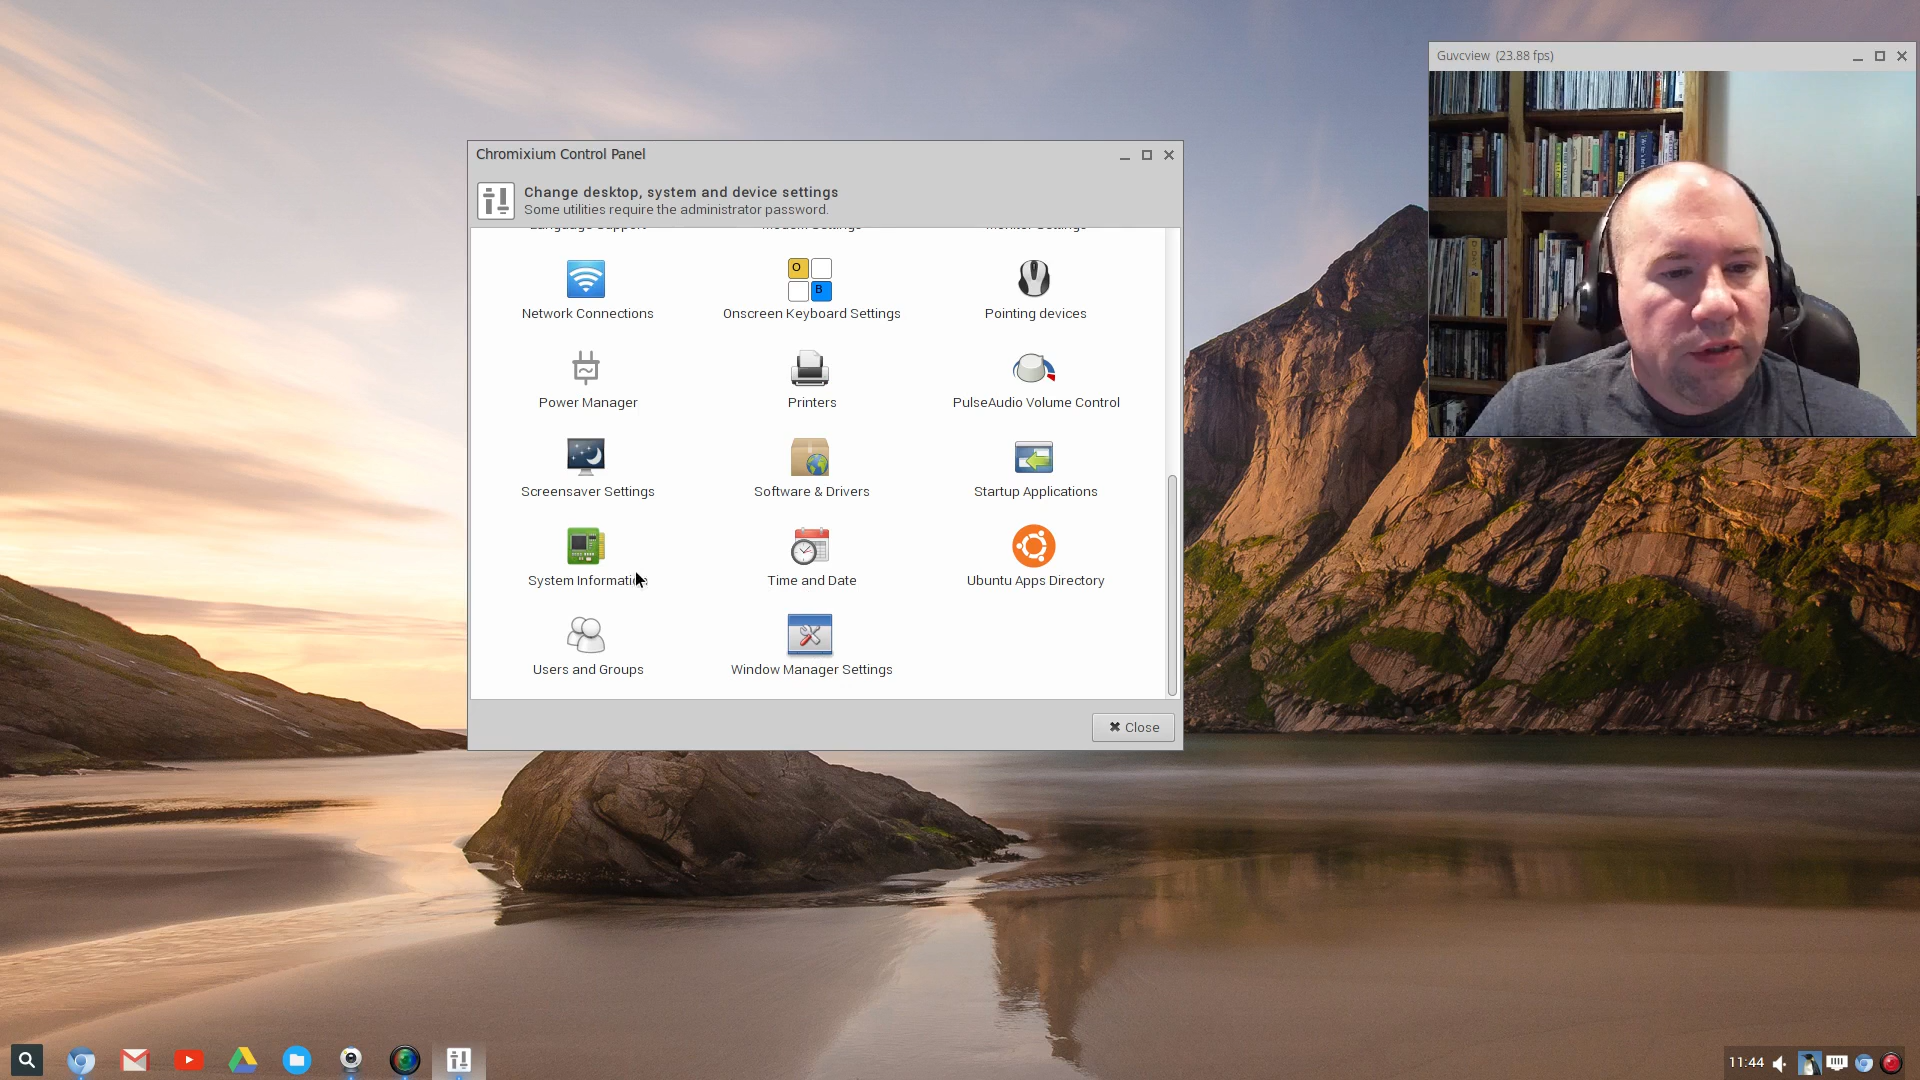 Guvcview (23.88 fps)
Chromixium Control Panel
Change desktop, system and device settings
Some utilities require the administrator password.
Language Support
Modem Settings
Monitor Settings
Network Connections
Onscreen Keyboard Settings
Pointing devices
Power Manager
Printers
PulseAudio Volume Control
Screensaver Settings
Software & Drivers
Startup Applications
System Information
Time and Date
Ubuntu Apps Directory
Users and Groups
Window Manager Settings
Close
O
B
11:44